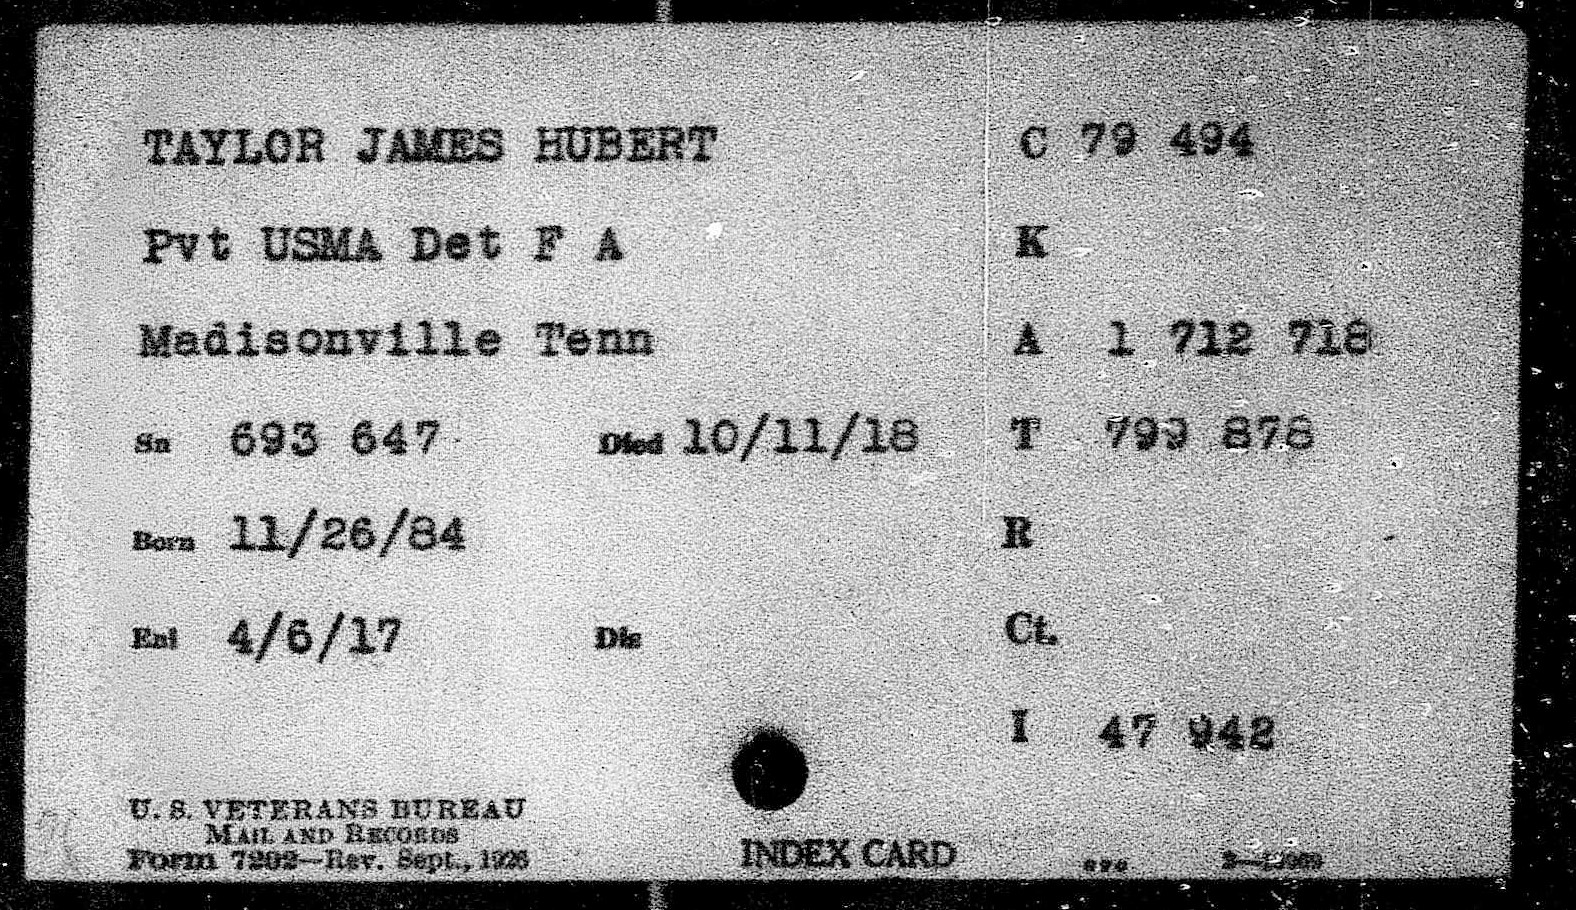 TAYLOR JAMES HUBERT C 79 494
Pvt USMA Det F A K
Madisonville Tenn A 1 712 718
Sn 693 647 Died 10/11/18 T 799 878
Born 11/26/84 R
Enl 4/6/17 Dis Ct.
I 47 942
U. S. VETERANS BUREAU
MAIL AND RECORDS
Form 7202—Rev. Sept., 1926 INDEX CARD